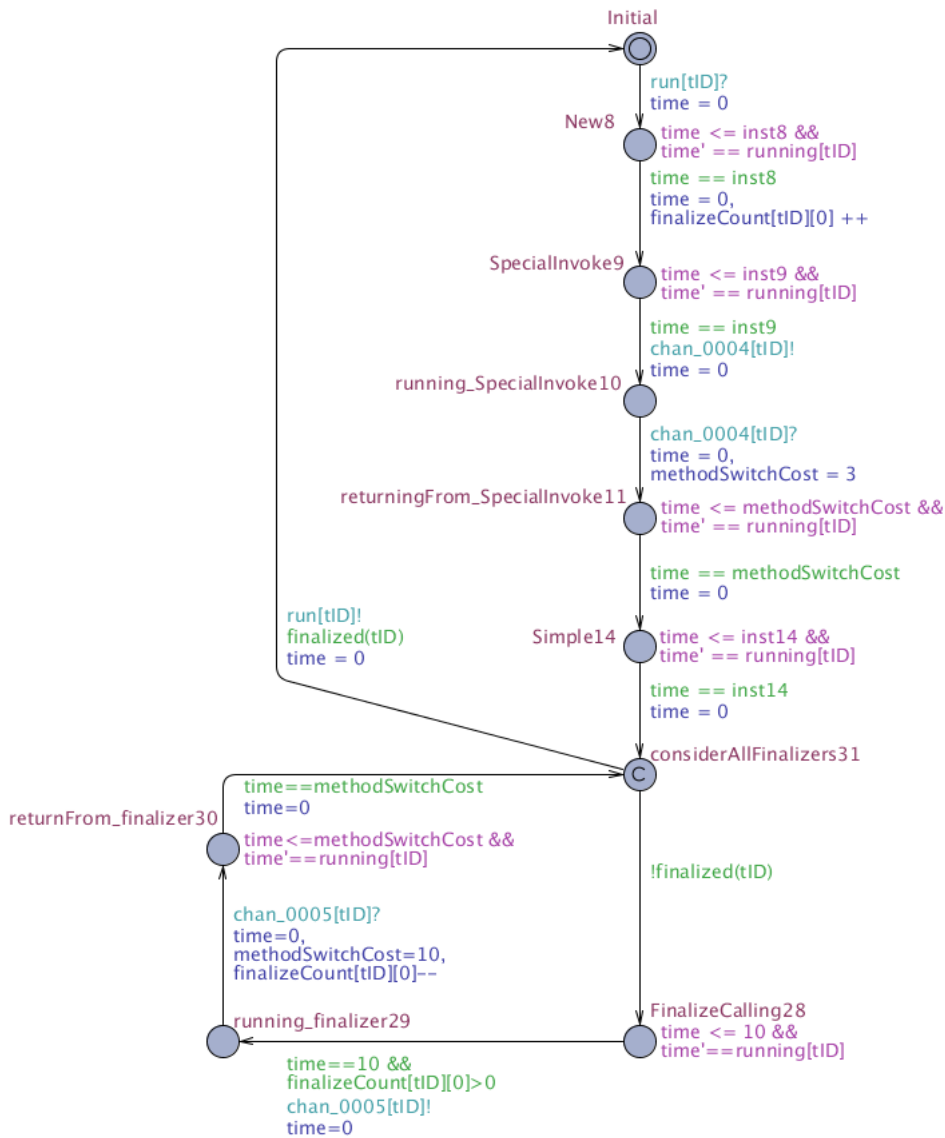 Initial
run[tID]?
time = 0
New8
time <= inst8 &&
time' == running[tID]
time == inst8
time = 0,
finalizeCount[tID][0] ++
SpecialInvoke9
time <= inst9 &&
time' == running[tID]
time == inst9
chan_0004[tID]!
time = 0
running_SpecialInvoke10
chan_0004[tID]?
time = 0,
methodSwitchCost = 3
returningFrom_SpecialInvoke11
time <= methodSwitchCost &&
time' == running[tID]
time == methodSwitchCost
time = 0
run[tID]!
finalized(tID)
time = 0
Simple14
time <= inst14 &&
time' == running[tID]
time == inst14
time = 0
considerAllFinalizers31
C
time==methodSwitchCost
time=0
returnFrom_finalizer30
time<=methodSwitchCost &&
time'==running[tID]
!finalized(tID)
chan_0005[tID]?
time=0,
methodSwitchCost=10,
finalizeCount[tID][0]--
running_finalizer29
FinalizeCalling28
time <= 10 &&
time'==running[tID]
time==10 &&
finalizeCount[tID][0]>0
chan_0005[tID]!
time=0